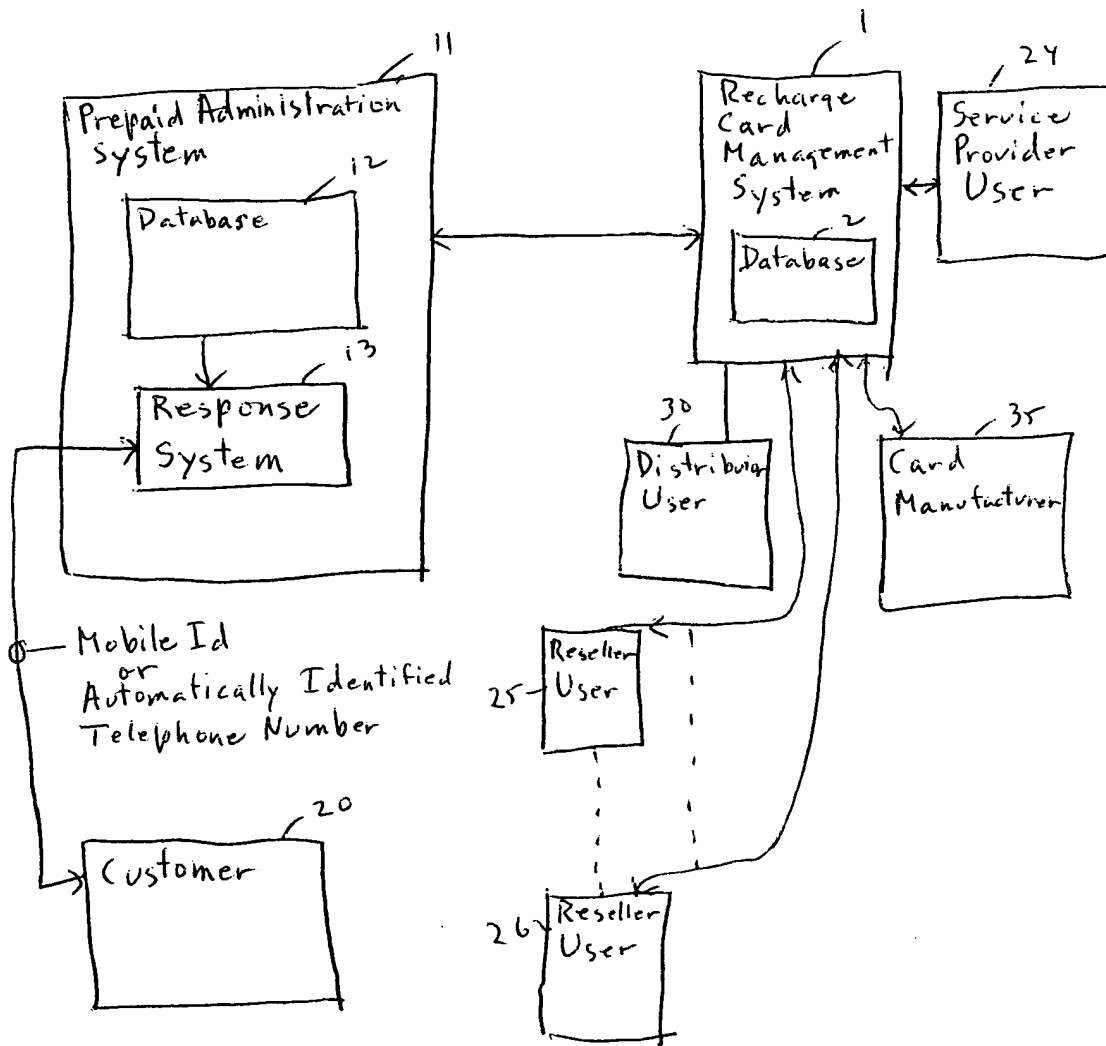 11
Prepaid Administration
System
12
Database
13
Response
System
1
Recharge
Card
Management
System
2
Database
24
Service
Provider
User
30
Distributor
User
35
Card
Manufacturer
Mobile Id
or
Automatically Identified
Telephone Number
25
Reseller
User
20
Customer
26
Reseller
User